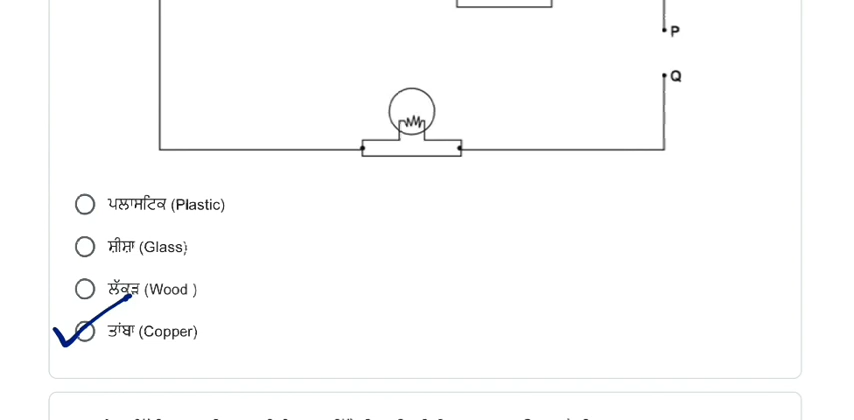 P
Q
ਪਲਾਸਟਿਕ (Plastic)
ਸ਼ੀਸ਼ਾ (Glass)
ਲੱਕੜ (Wood )
ਤਾਂਬਾ (Copper)